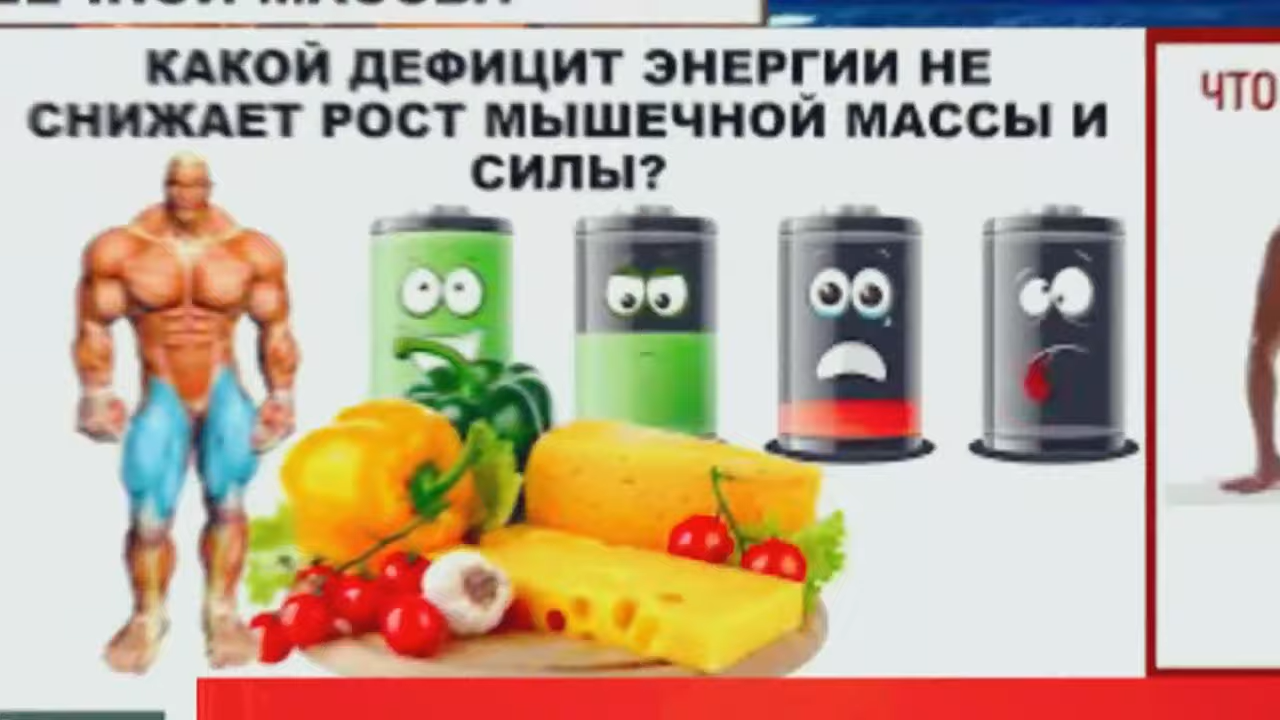 КАКОЙ ДЕФИЦИТ ЭНЕРГИИ НЕ
СНИЖАЕТ РОСТ МЫШЕЧНОЙ МАССЫ И
СИЛЫ?
ЧТО